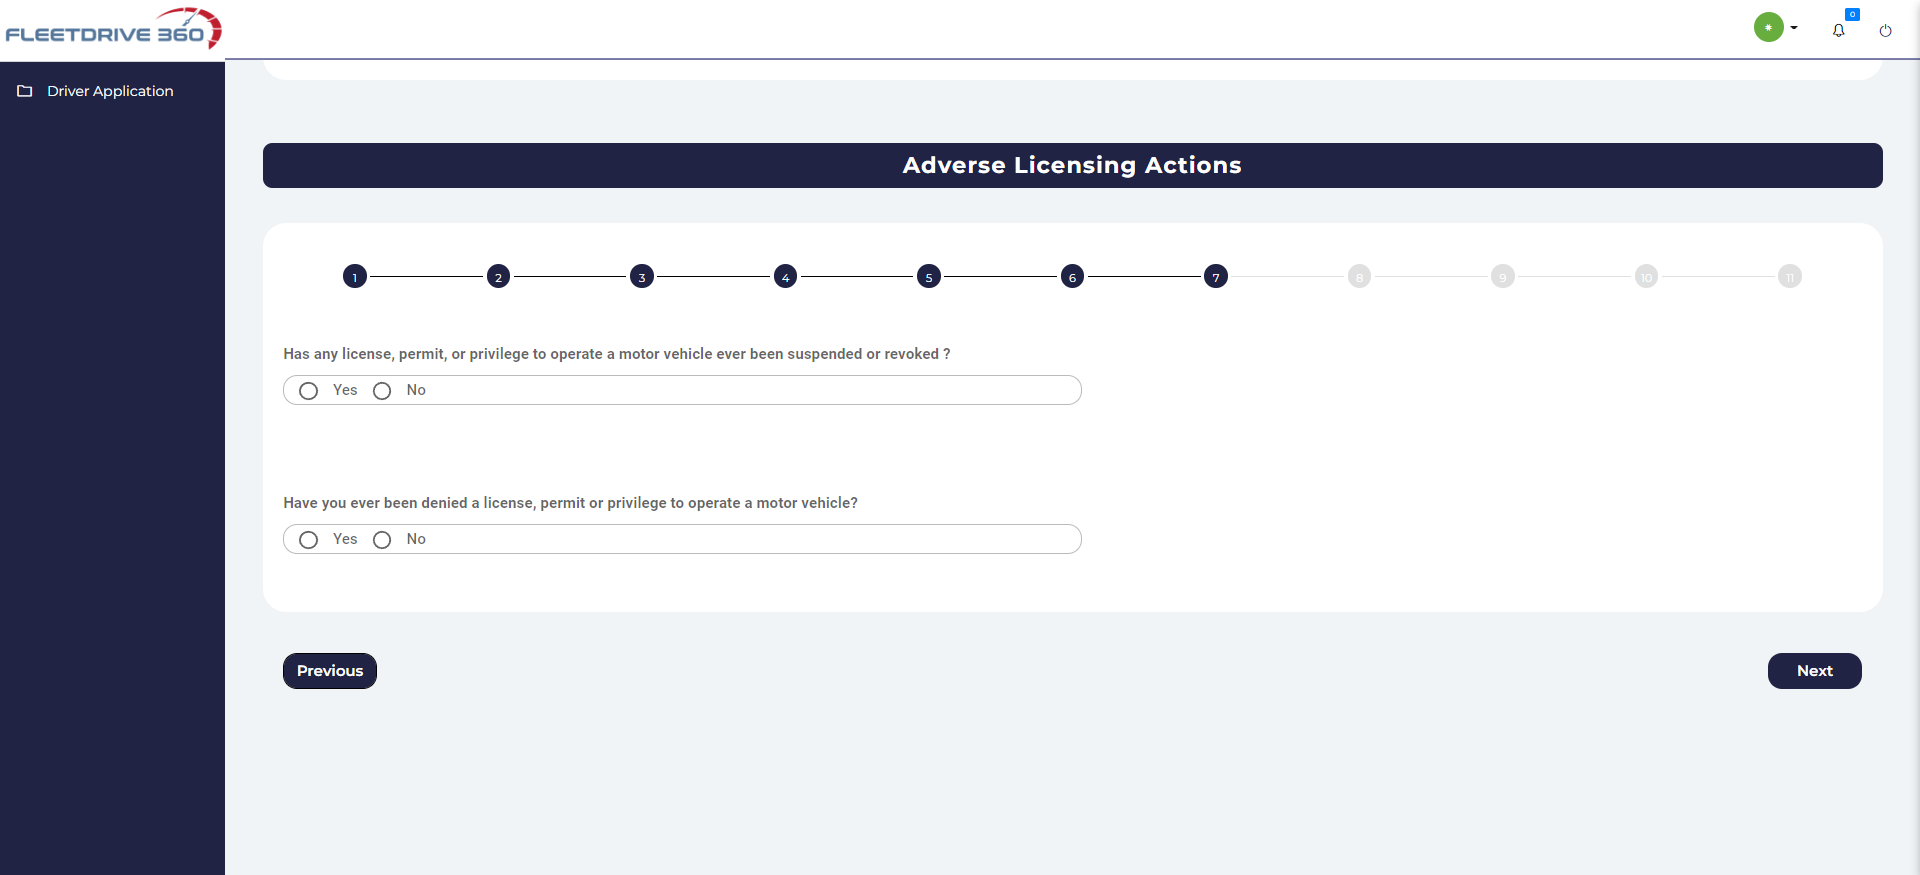 FLEETDRIVE 360
0
Driver Application
Adverse Licensing Actions
1 2 3 4 5 6 7 8 9 10 11
Has any license, permit, or privilege to operate a motor vehicle ever been suspended or revoked ?
Yes No
Have you ever been denied a license, permit or privilege to operate a motor vehicle?
Yes No
Previous Next